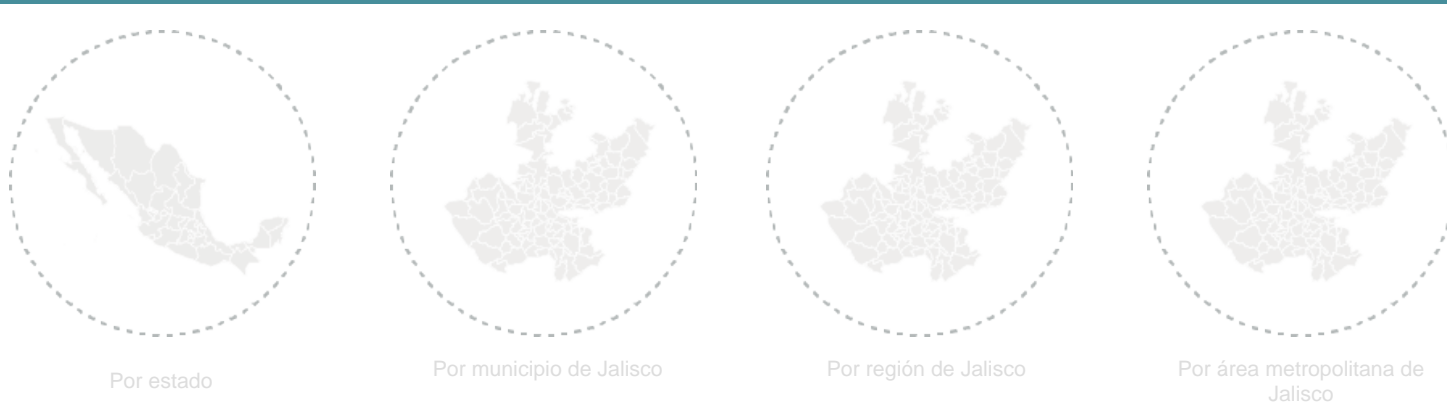 Por estado
Por municipio de Jalisco
Por región de Jalisco
Por área metropolitana de
Jalisco